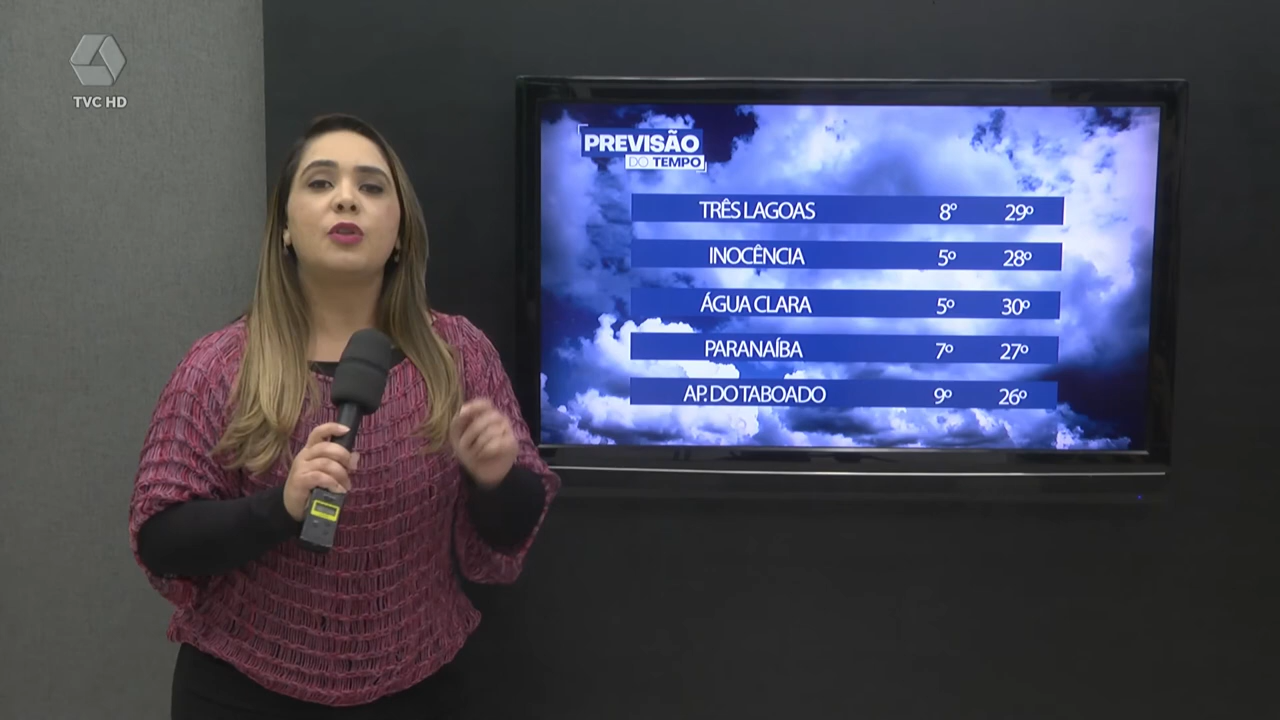 TVC HD
PREVISÃO
DO TEMPO
TRÊS LAGOAS 8° 29º
INOCÊNCIA 5º 28º
ÁGUA CLARA 5º 30º
PARANAÍBA 7º 27º
AP. DO TABOADO 9º 26º